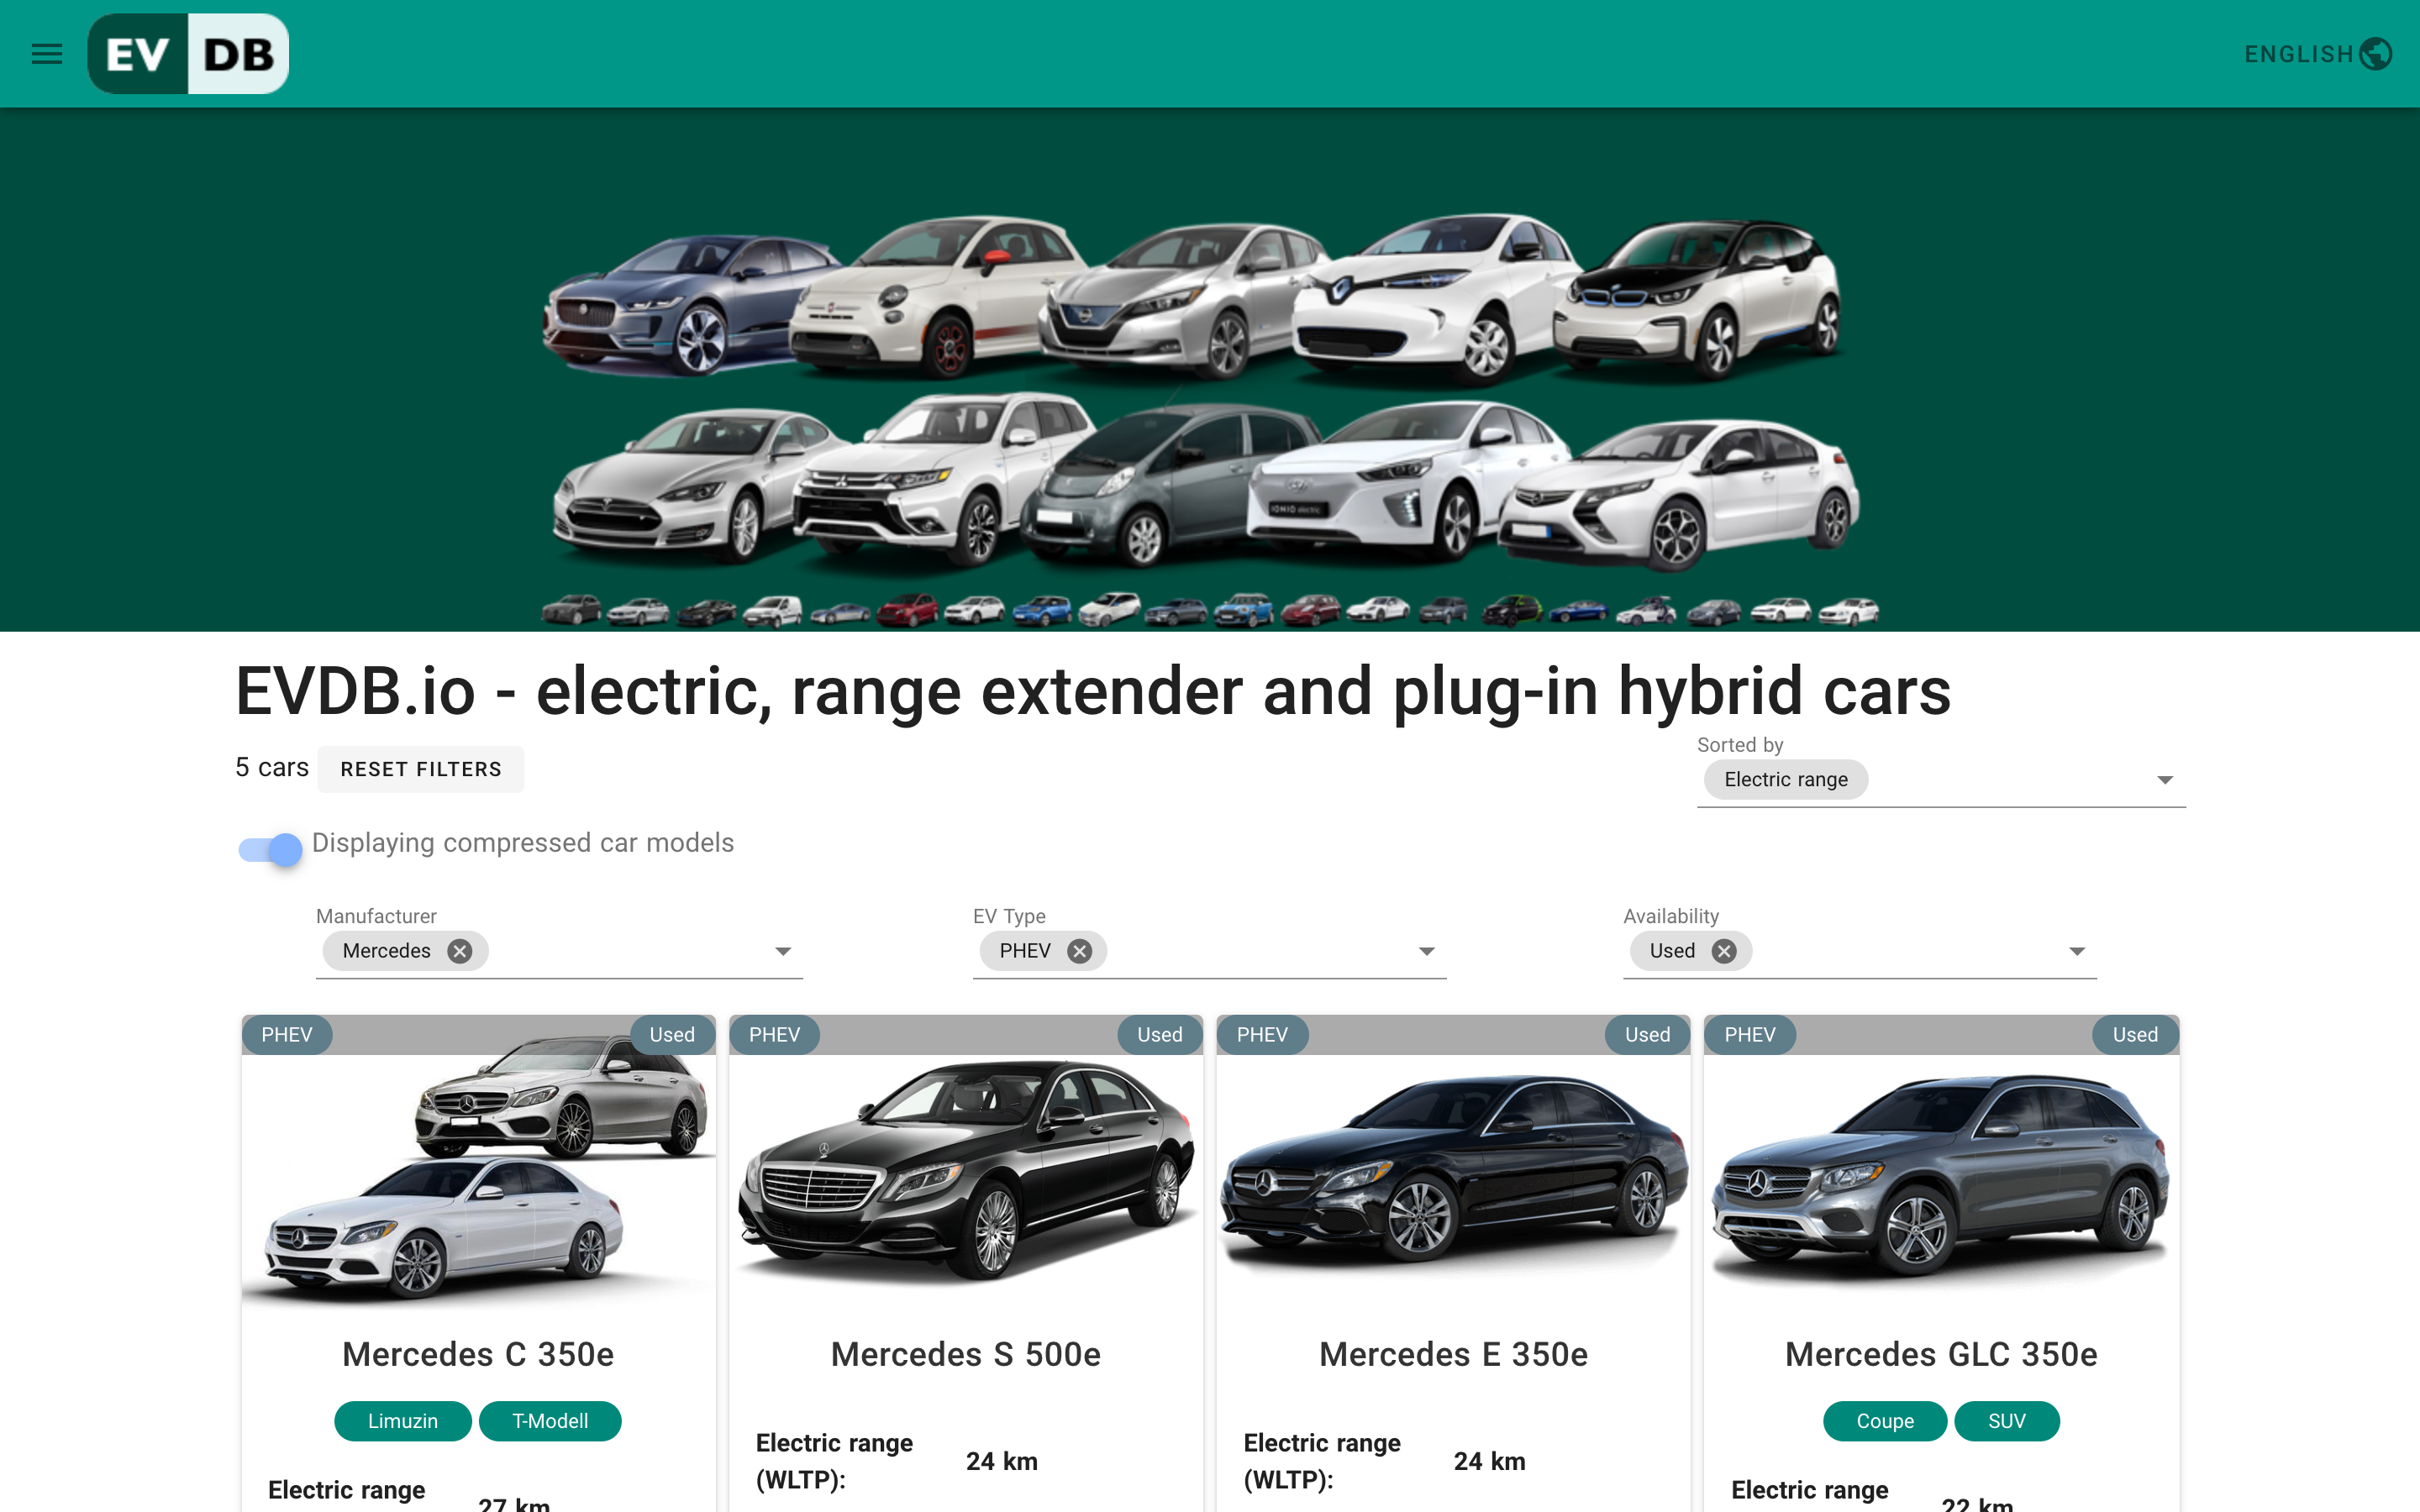 EV DB
ENGLISH
IONIQ electric
EVDB.io - electric, range extender and plug-in hybrid cars
5 cars
RESET FILTERS
Sorted by
Electric range
Displaying compressed car models
Manufacturer
Mercedes
EV Type
PHEV
Availability
Used
PHEV
Used
PHEV
Used
PHEV
Used
PHEV
Used
Mercedes C 350e
Mercedes S 500e
Mercedes E 350e
Mercedes GLC 350e
Limuzin
T-Modell
Coupe
SUV
Electric range
(WLTP):
24 km
Electric range
(WLTP):
24 km
Electric range
27 km
Electric range
22 km